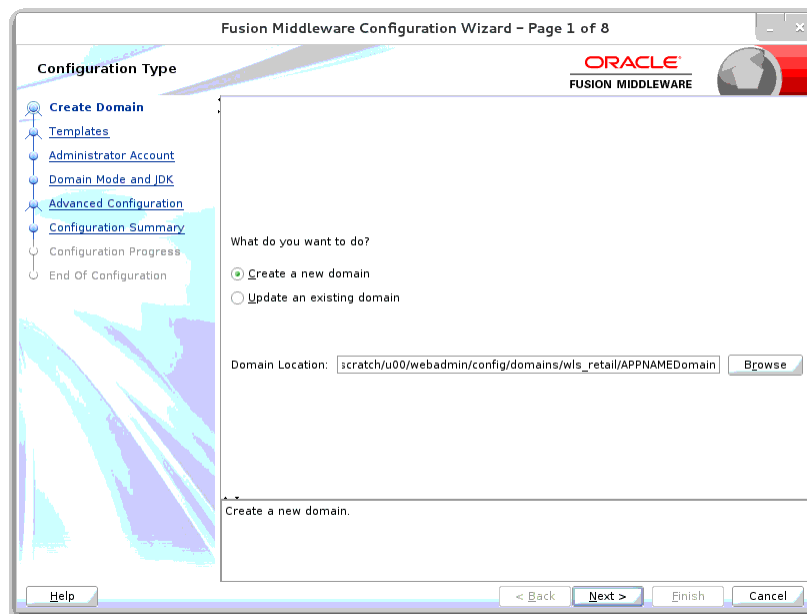 Fusion Middleware Configuration Wizard – Page 1 of 8
Configuration Type
ORACLE
FUSION MIDDLEWARE
Create Domain
Templates
Administrator Account
Domain Mode and JDK
Advanced Configuration
Configuration Summary
Configuration Progress
End Of Configuration
What do you want to do?
Create a new domain
Update an existing domain
Domain Location: scratch/u00/webadmin/config/domains/wls_retail/APPNAMEDomain Browse
Create a new domain.
Help < Back Next > Finish Cancel